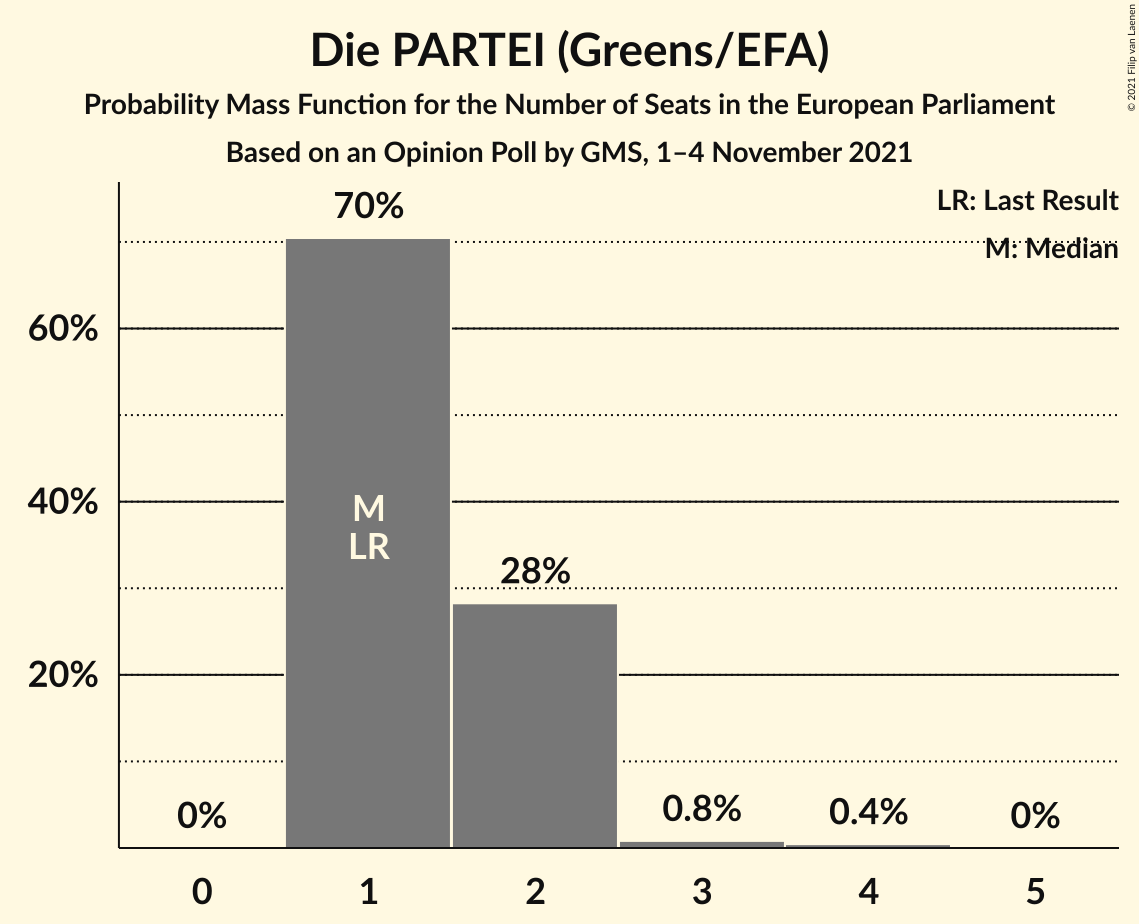 Die PARTEI (Greens/EFA)
Probability Mass Function for the Number of Seats in the European Parliament
Based on an Opinion Poll by GMS, 1–4 November 2021
© 2021 Filip van Laenen
LR: Last Result
M: Median
70%
60%
40%
20%
M
LR
28%
0%
0.8%
0.4%
0%
0 1 2 3 4 5